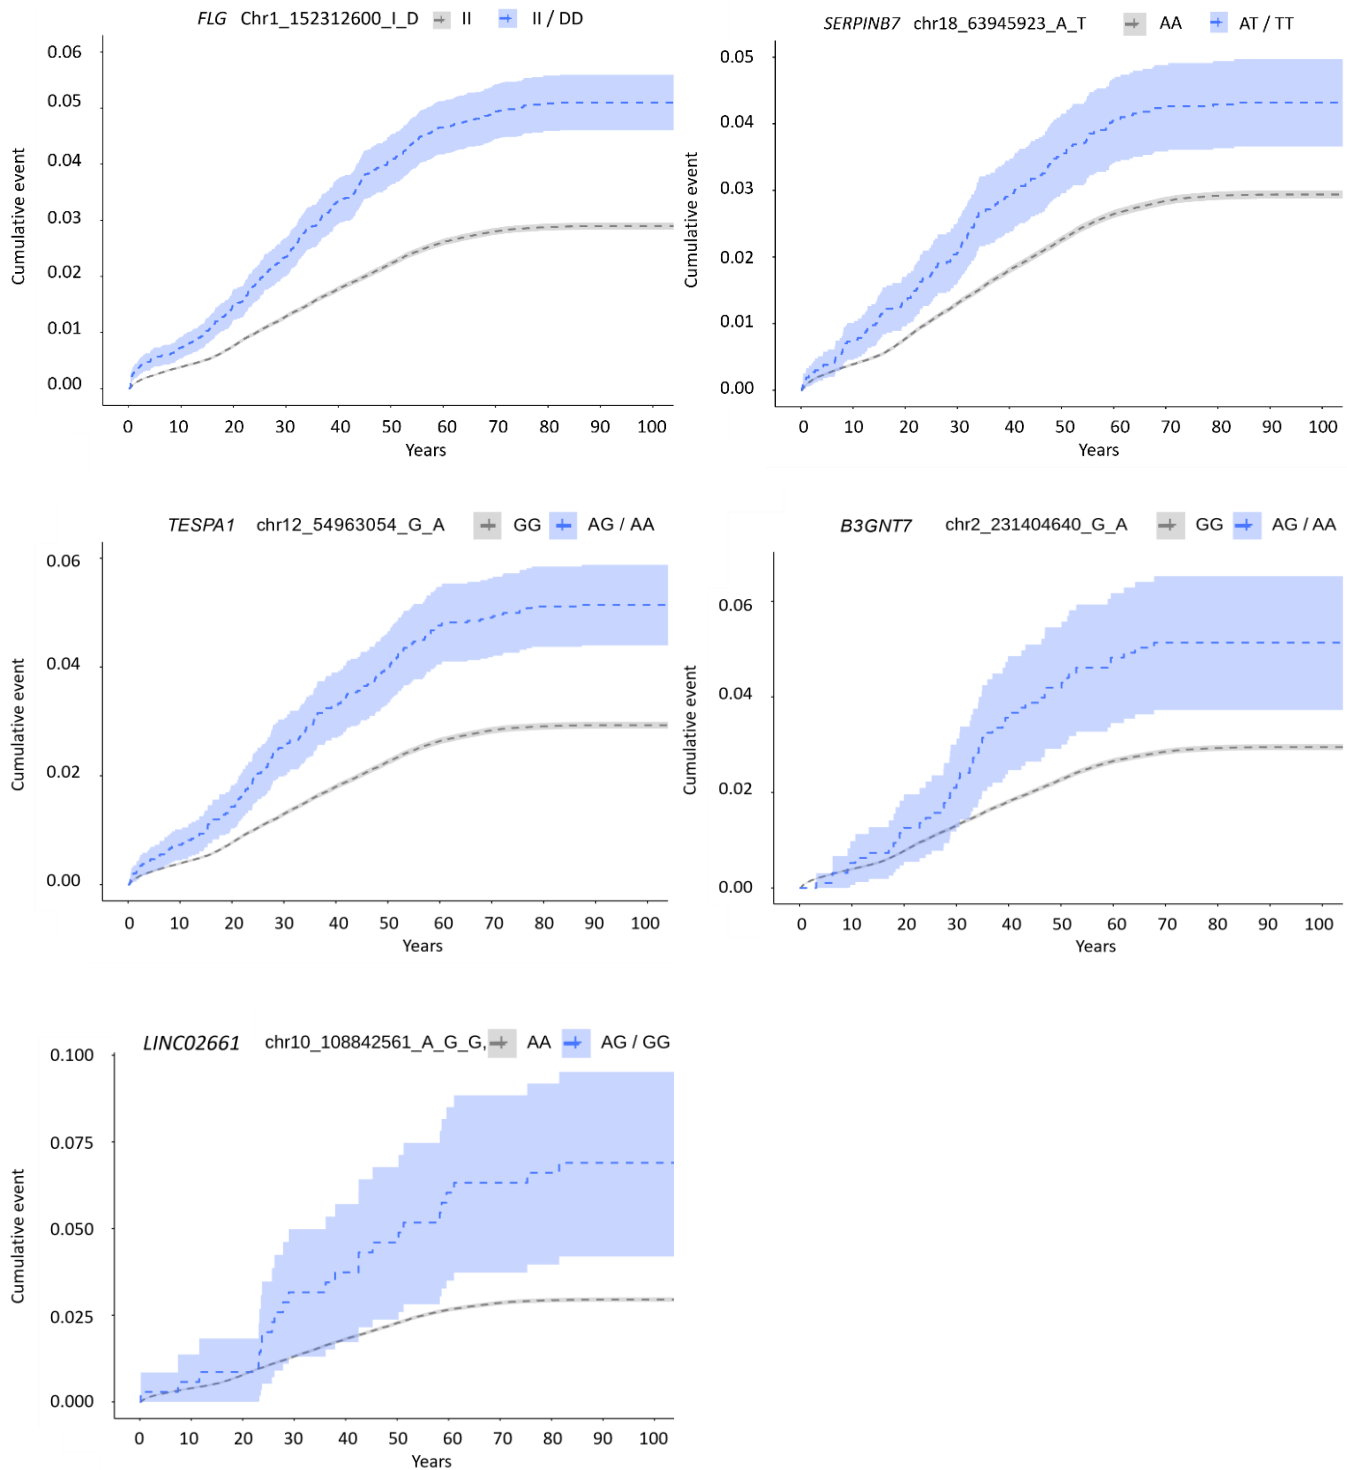 FLG Chr1_152312600_I_D II II / DD
0.06
0.05
0.04
0.03
0.02
0.01
0.00
Cumulative event
0 10 20 30 40 50 60 70 80 90 100
Years
SERPINB7 chr18_63945923_A_T AA AT / TT
0.05
0.04
0.03
0.02
0.01
0.00
Cumulative event
0 10 20 30 40 50 60 70 80 90 100
Years
TESPA1 chr12_54963054_G_A GG AG / AA
0.06
0.04
0.02
0.00
Cumulative event
0 10 20 30 40 50 60 70 80 90 100
Years
B3GNT7 chr2_231404640_G_A GG AG / AA
0.06
0.04
0.02
0.00
Cumulative event
0 10 20 30 40 50 60 70 80 90 100
Years
LINC02661 chr10_108842561_A_G_G, AA AG / GG
0.100
0.075
0.050
0.025
0.000
Cumulative event
0 10 20 30 40 50 60 70 80 90 100
Years